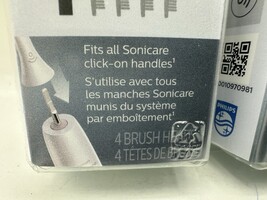 Fits all Sonicare
click-on handles¹
S'utilise avec tous
les manches Sonicare
munis du système
par emboîtement¹
4 BRUSH
4 TÊTES DE
0010970981
PHILIPS